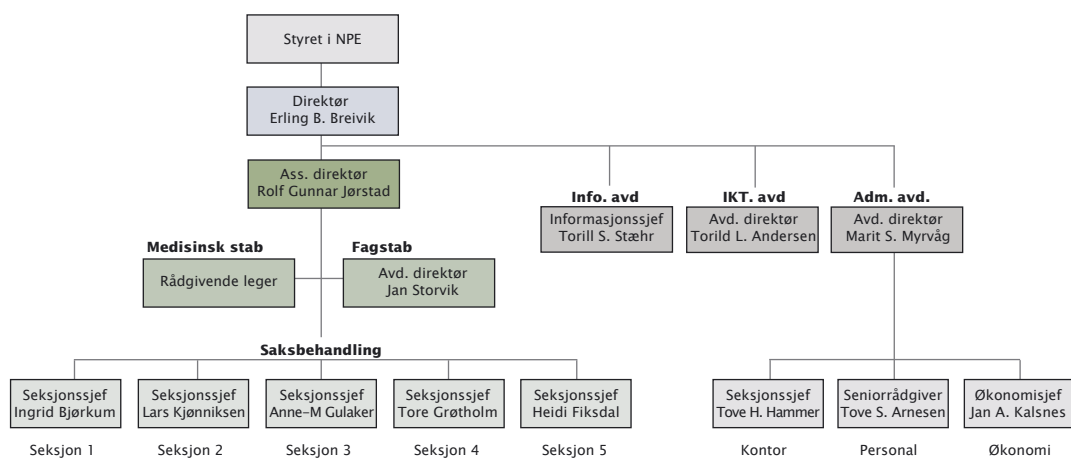 Styret i NPE
Direktør
Erling B. Breivik
Ass. direktør
Rolf Gunnar Jørstad
Info. avd
Informasjonssjef
Torill S. Stæhr
IKT. avd
Avd. direktør
Torild L. Andersen
Adm. avd.
Avd. direktør
Marit S. Myrvåg
Medisinsk stab
Rådgivende leger
Fagstab
Avd. direktør
Jan Storvik
Saksbehandling
Seksjonssjef
Ingrid Bjørkum
Seksjon 1
Seksjonssjef
Lars Kjønniksen
Seksjon 2
Seksjonssjef
Anne-M Gulaker
Seksjon 3
Seksjonssjef
Tore Grøtholm
Seksjon 4
Seksjonssjef
Heidi Fiksdal
Seksjon 5
Seksjonssjef
Tove H. Hammer
Kontor
Seniorrådgiver
Tove S. Arnesen
Personal
Økonomisjef
Jan A. Kalsnes
Økonomi